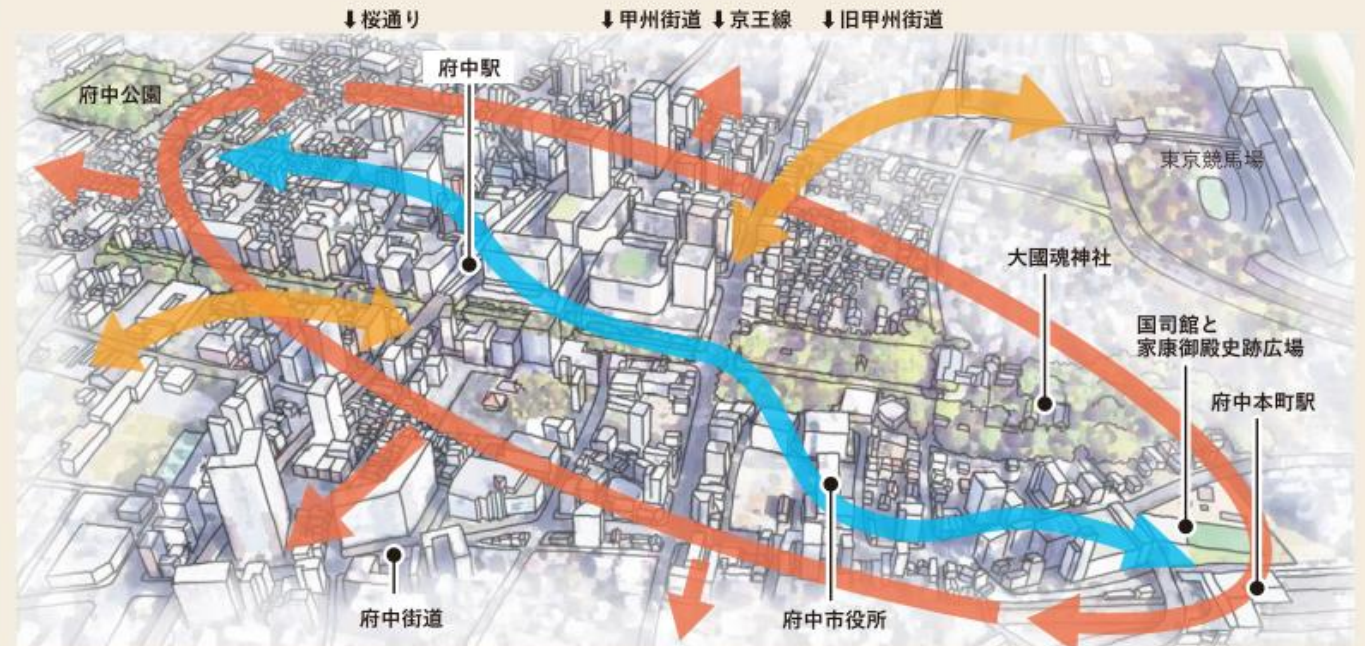 ⬇桜通り
⬇甲州街道
⬇京王線
⬇旧甲州街道
府中駅
府中公園
東京競馬場
大國魂神社
国司館と
家康御殿史跡広場
府中本町駅
府中街道
府中市役所